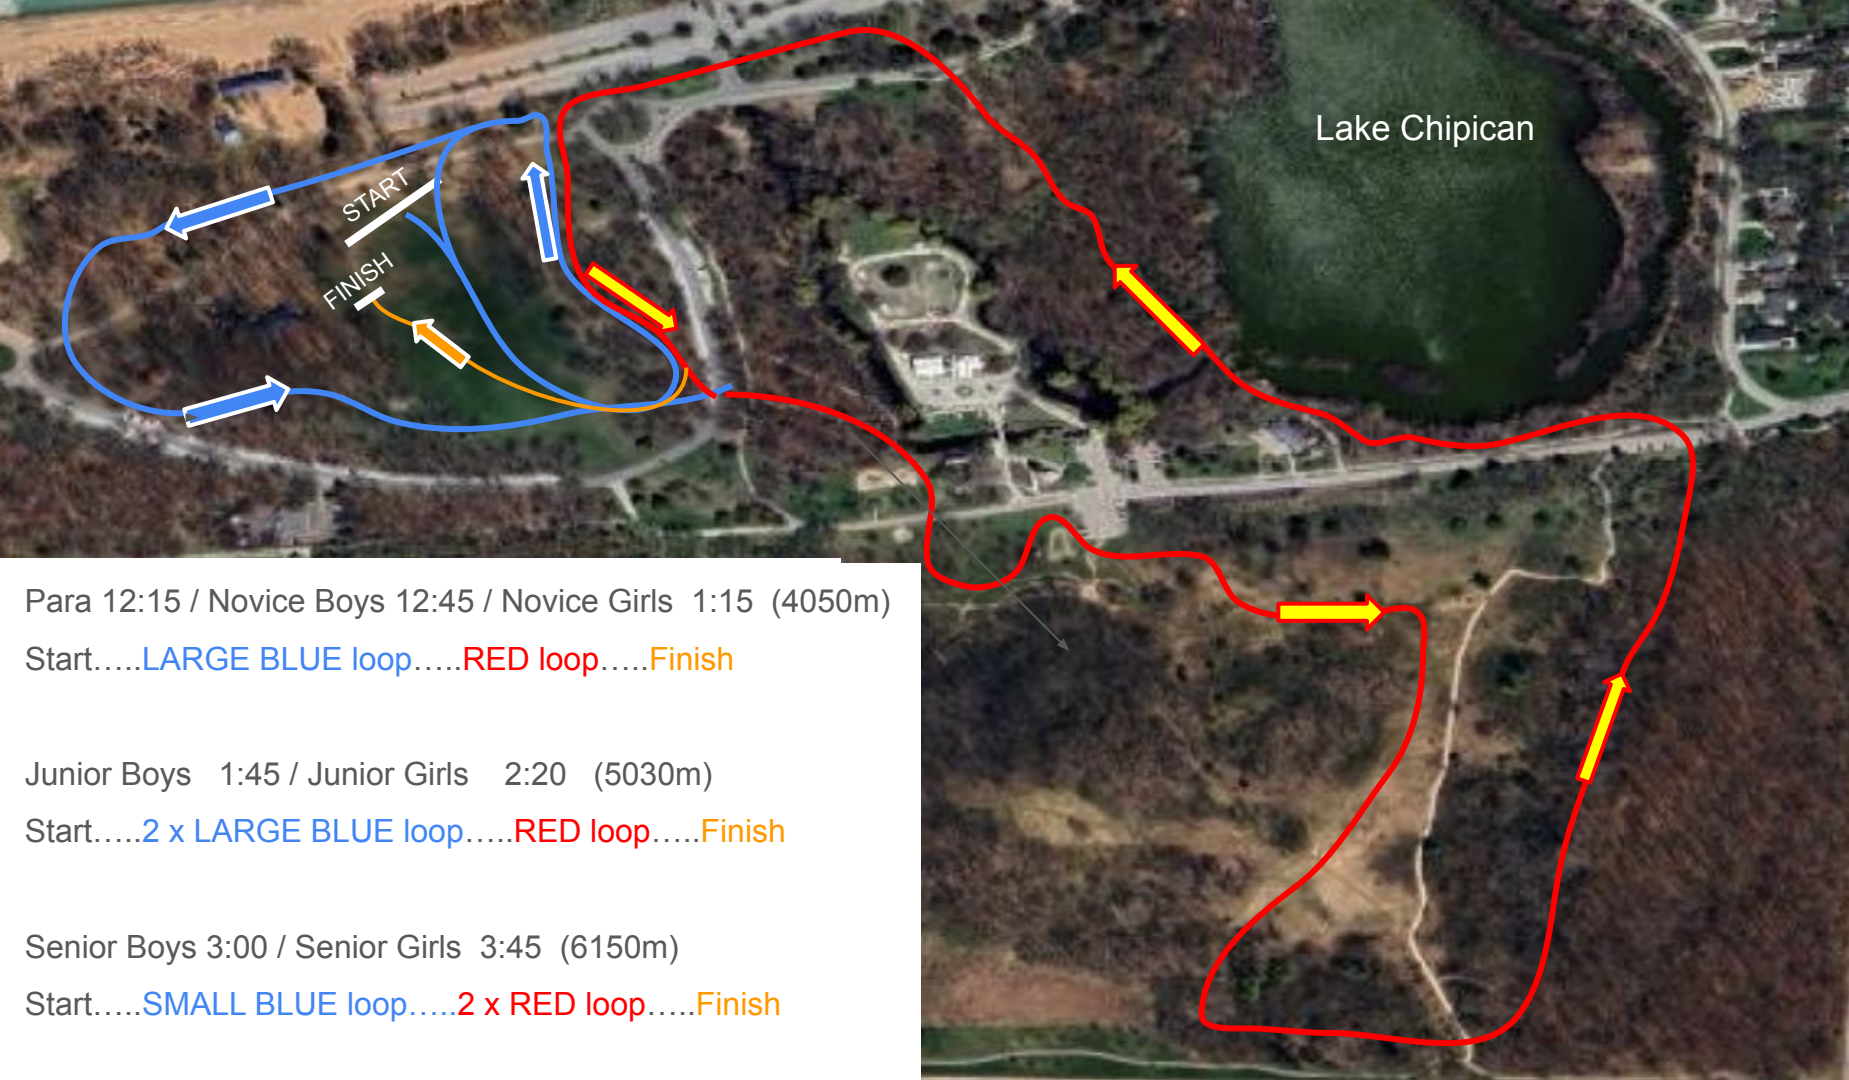 Lake Chipican
START
FINISH
Para 12:15 / Novice Boys 12:45 / Novice Girls  1:15  (4050m)
Start…..LARGE BLUE loop…..RED loop…..Finish
Junior Boys   1:45 / Junior Girls    2:20   (5030m)
Start…..2 x LARGE BLUE loop…..RED loop…..Finish
Senior Boys 3:00 / Senior Girls  3:45  (6150m)
Start…..SMALL BLUE loop…..2 x RED loop…..Finish